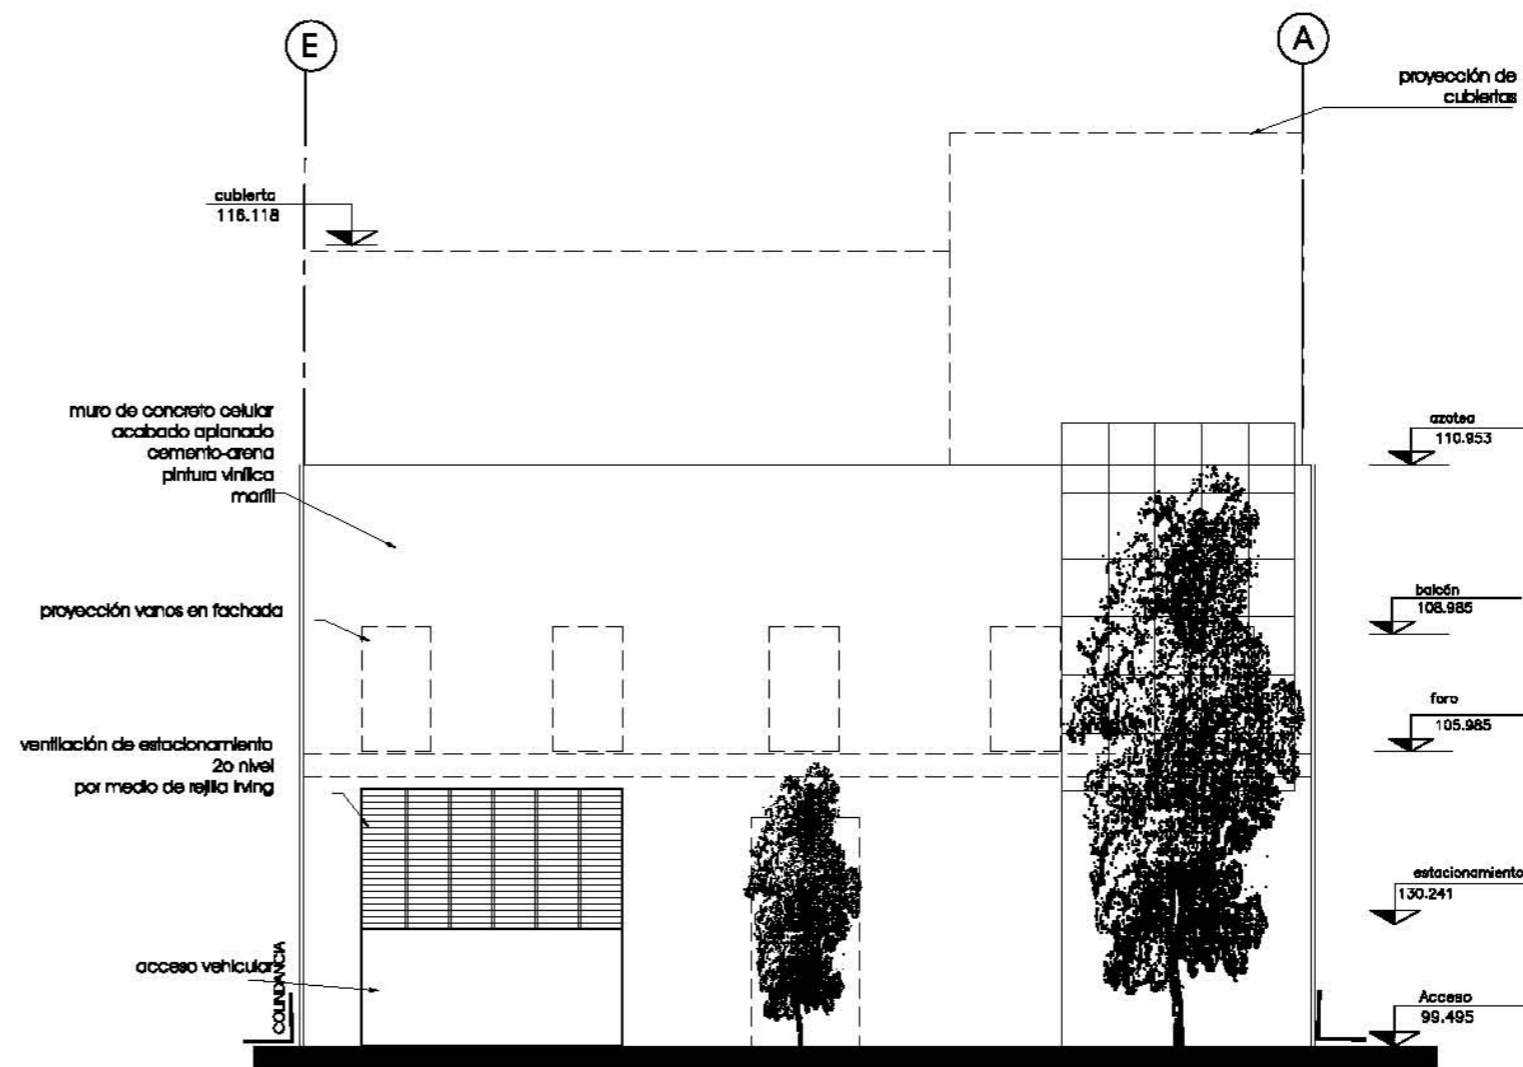 E
A
proyección de
cubiertas
cubierta
116.118
muro de concreto celular
acabado aplanado
cemento-arena
pintura vinílica
marfil
azotea
110.953
balcón
108.985
proyección vanos en fachada
foro
105.985
ventilación de estacionamiento
2o nivel
por medio de rejilla irving
estacionamiento
130.241
acceso vehicular
COLINDANCIA
Acceso
99.495